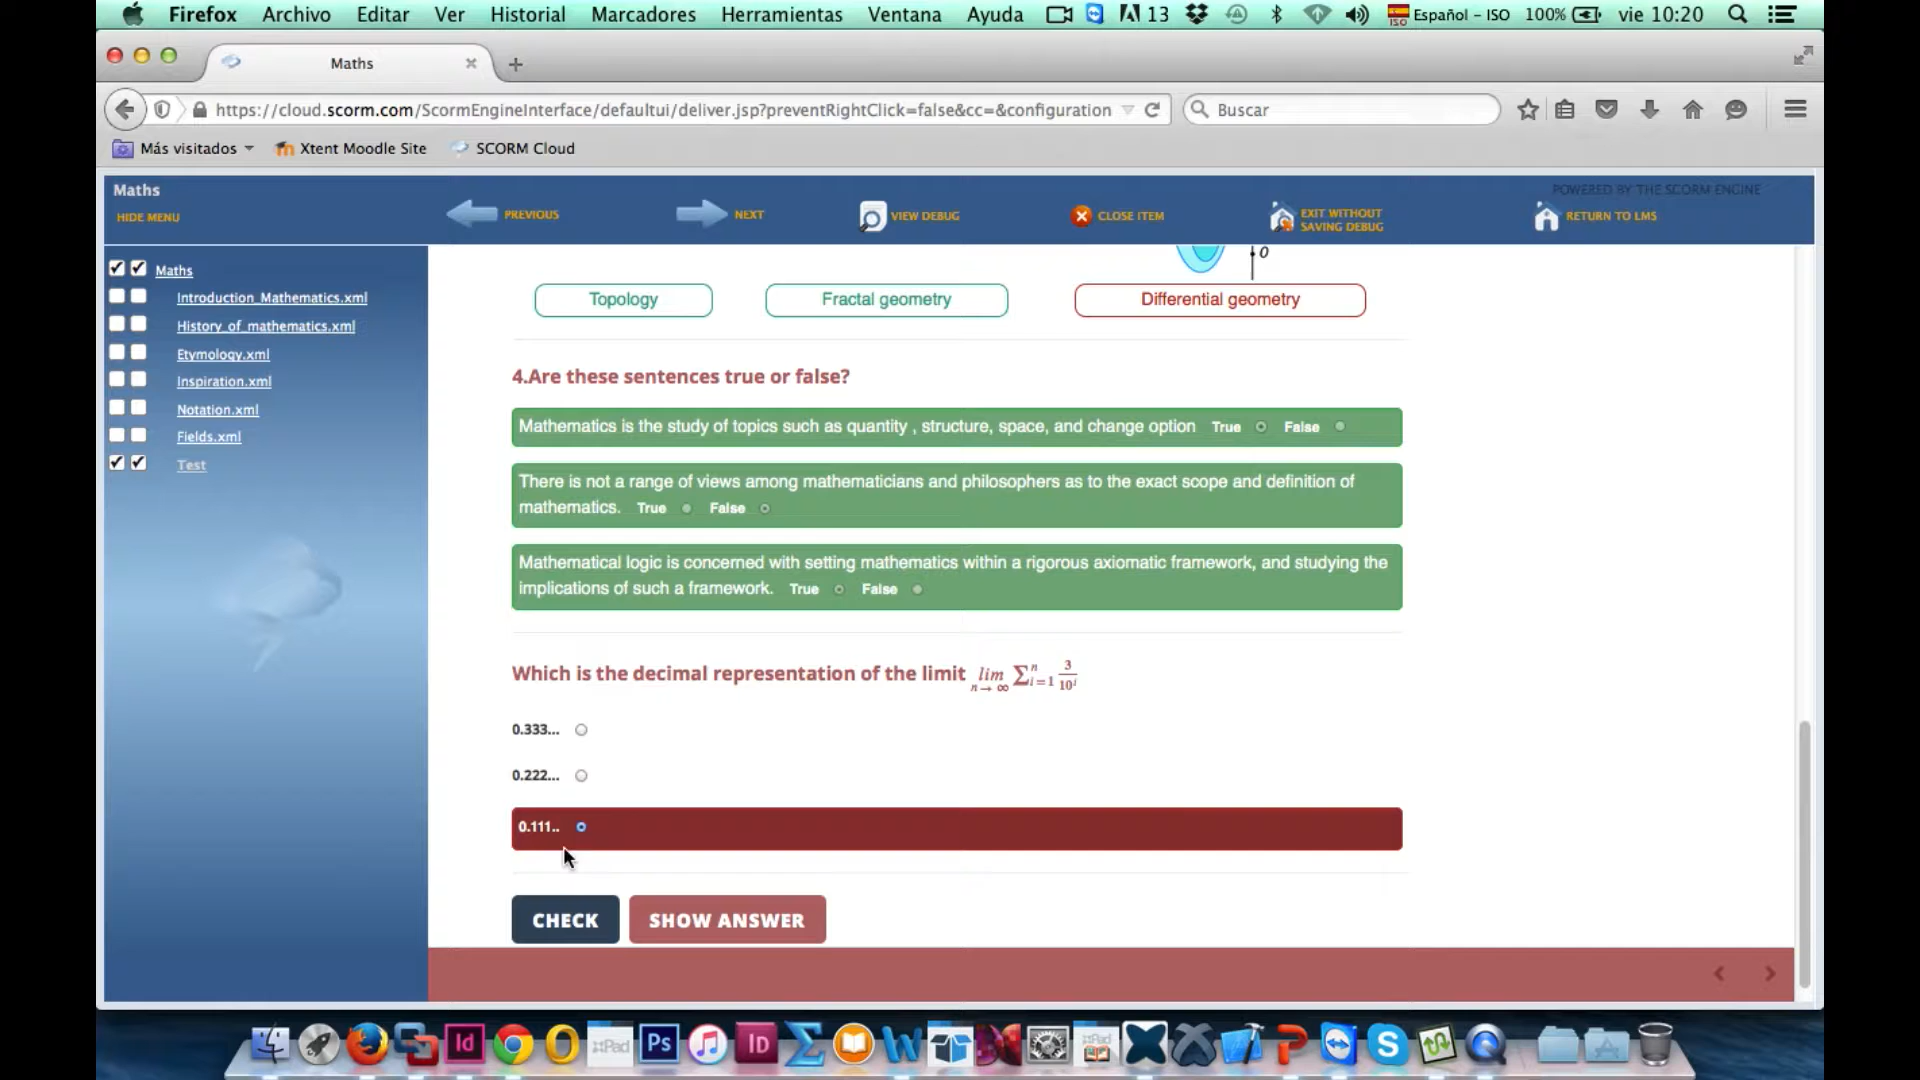 Firefox Archivo Editar Ver Historial Marcadores Herramientas Ventana Ayuda 13 Español - ISO 100% vie 10:20
Maths
https://cloud.scorm.com/ScormEngineInterface/defaultui/deliver.jsp?preventRightClick=false&cc=&configuration
Buscar
Más visitados Xtent Moodle Site SCORM Cloud
Maths
POWERED BY THE SCORM ENGINE
HIDE MENU
PREVIOUS
NEXT
VIEW DEBUG
CLOSE ITEM
EXIT WITHOUT
SAVING DEBUG
RETURN TO LMS
Maths
Introduction_Mathematics.xml
History_of_mathematics.xml
Etymology.xml
Inspiration.xml
Notation.xml
Fields.xml
Test
0
Topology
Fractal geometry
Differential geometry
4.Are these sentences true or false?
Mathematics is the study of topics such as quantity , structure, space, and change option True False
There is not a range of views among mathematicians and philosophers as to the exact scope and definition of
mathematics. True False
Mathematical logic is concerned with setting mathematics within a rigorous axiomatic framework, and studying the
implications of such a framework. True False
Which is the decimal representation of the limit lim n→∞ ∑ n i=1 3 10^i
0.333...
0.222...
0.111..
CHECK
SHOW ANSWER
Id
Ps
ID